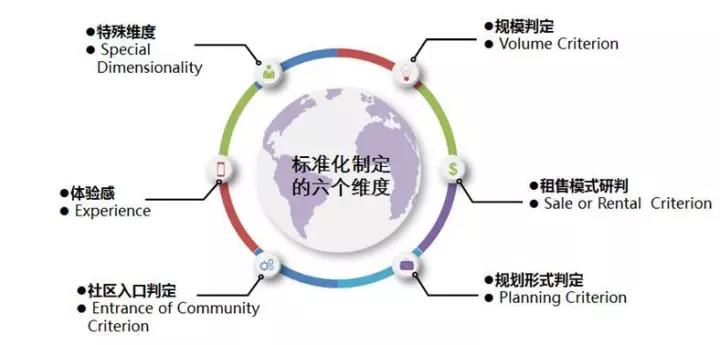 ●特殊维度
● Special
Dimensionality
●规模判定
● Volume Criterion
标准化制定
的六个维度
●体验感
● Experience
●租售模式研判
● Sale or Rental Criterion
●社区入口判定
● Entrance of Community
Criterion
●规划形式判定
● Planning Criterion
$